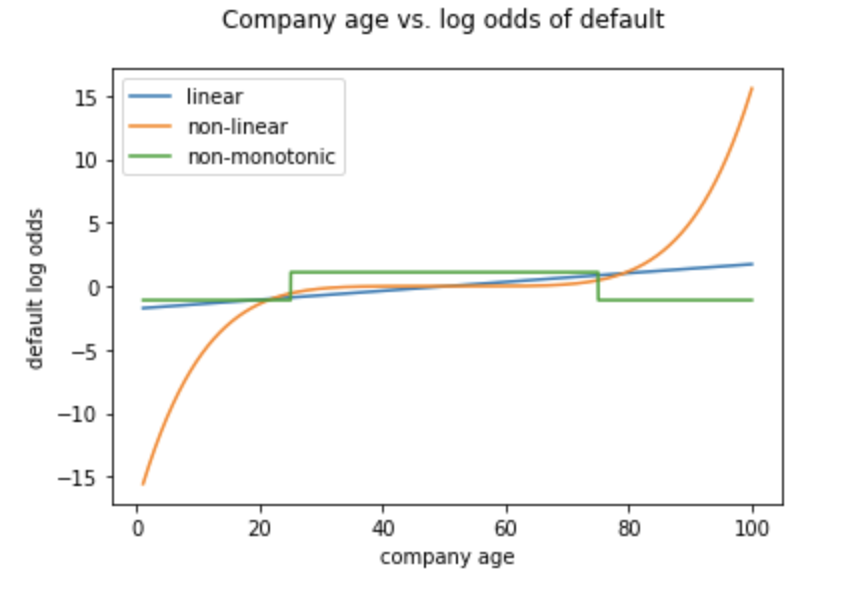 Company age vs. log odds of default
linear
non-linear
non-monotonic
15
10
5
0
−5
−10
−15
default log odds
0 20 40 60 80 100
company age